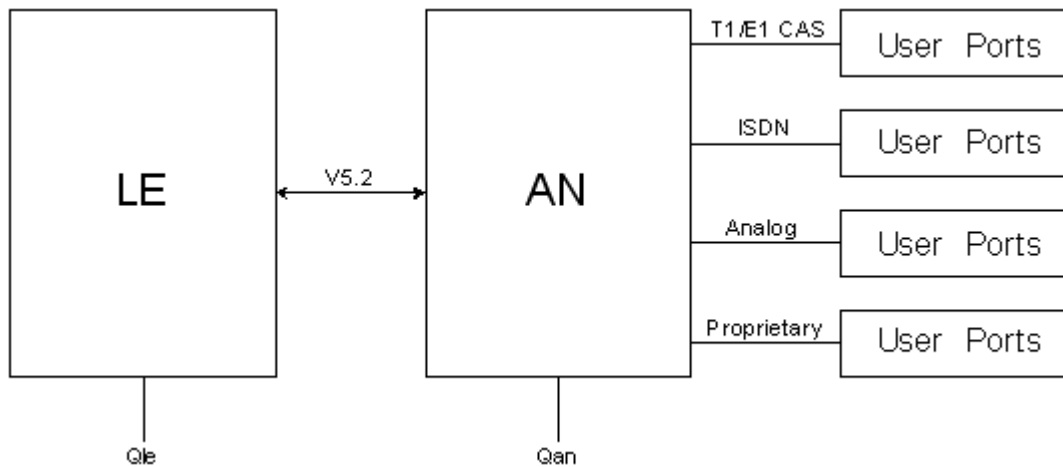 T1/E1 CAS
User Ports
ISDN
User Ports
LE
V5.2
AN
Analog
User Ports
Proprietary
User Ports
Qle
Qan